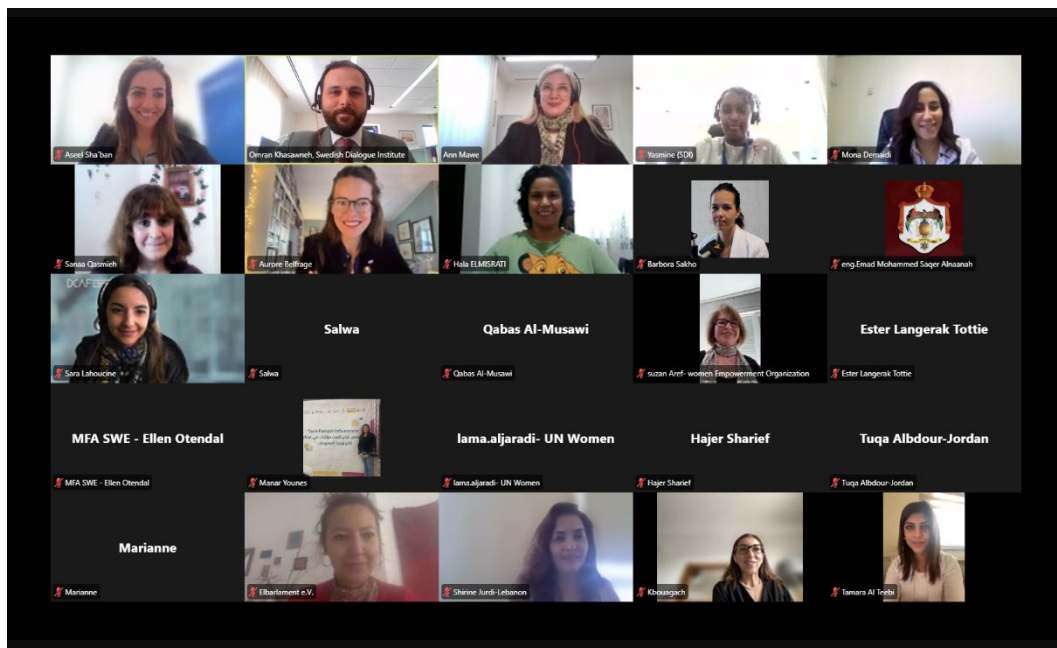 Aseel Sha'ban
Omran Khasawneh, Swedish Dialogue Institute
Ann Mawe
Yasmine (SDI)
Mona Demaidi
Sanaa Qasmieh
Aurore Belfrage
Hala ELMISRATI
Barbora Sakho
eng.Emad Mohammed Saqer Alnaanah
DCAF
Sara Lahoucine
Salwa
Salwa
Qabas Al-Musawi
Qabas Al-Musawi
suzan Aref- women Empowerment Organization
Ester Langerak Tottie
Ester Langerak Tottie
MFA SWE - Ellen Otendal
MFA SWE - Ellen Otendal
Manar Younes
lama.aljaradi- UN Women
lama.aljaradi- UN Women
Hajer Sharief
Hajer Sharief
Tuqa Albdour-Jordan
Tuqa Albdour-Jordan
Marianne
Marianne
Elbarlament e.V.
Shirine Jurdi-Lebanon
Kbouagach
Tamara Al Teebi